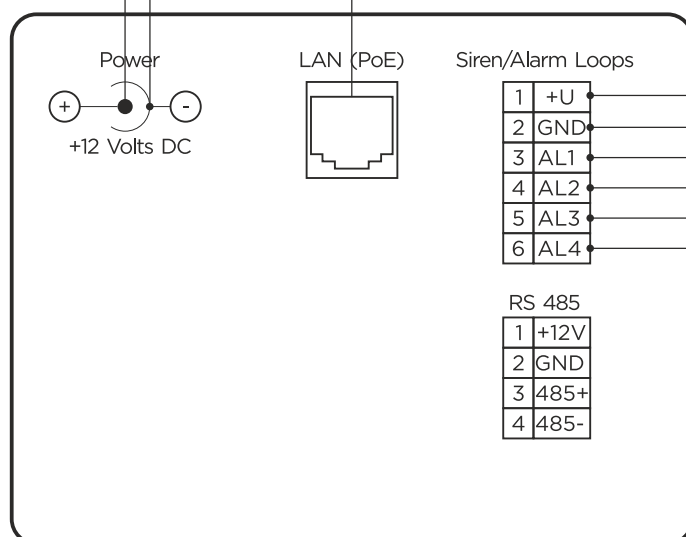 Power
+
-
+12 Volts DC
LAN (PoE)
Siren/Alarm Loops
1 +U
2 GND
3 AL1
4 AL2
5 AL3
6 AL4
RS 485
1 +12V
2 GND
3 485+
4 485-